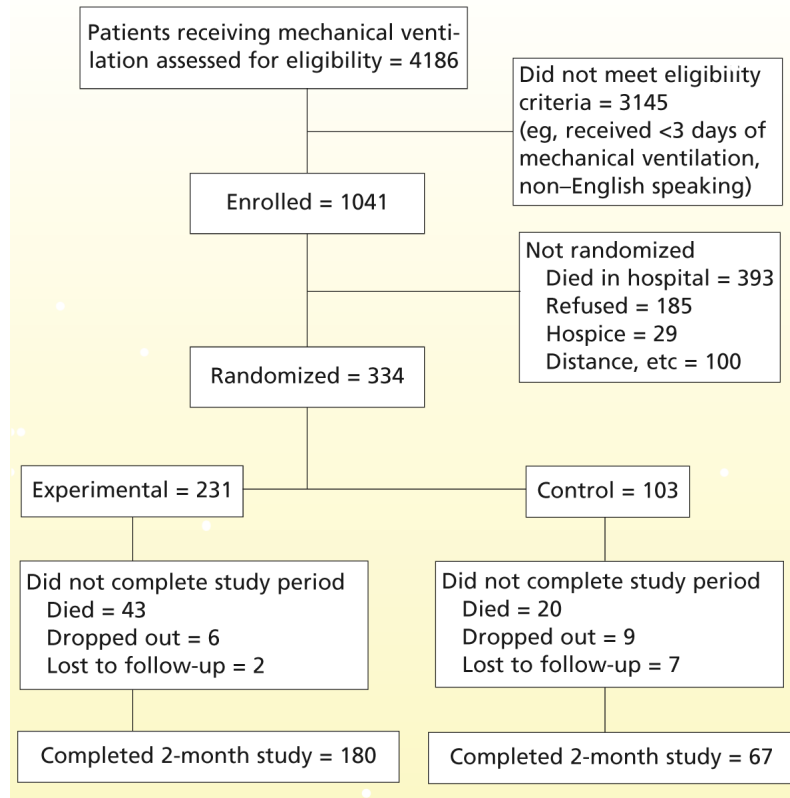 Patients receiving mechanical venti-
lation assessed for eligibility = 4186
Did not meet eligibility
criteria = 3145
(eg, received <3 days of
mechanical ventilation,
non–English speaking)
Enrolled = 1041
Not randomized
Died in hospital = 393
Refused = 185
Hospice = 29
Distance, etc = 100
Randomized = 334
Experimental = 231
Control = 103
Did not complete study period
Died = 43
Dropped out = 6
Lost to follow-up = 2
Did not complete study period
Died = 20
Dropped out = 9
Lost to follow-up = 7
Completed 2-month study = 180
Completed 2-month study = 67